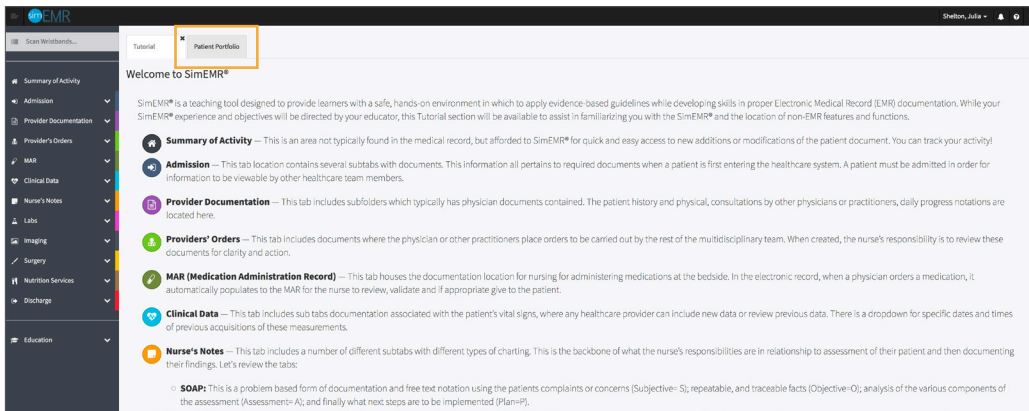 simEMR
Shelton, Julia
Scan Wristbands...
Tutorial
Patient Portfolio
Summary of Activity
Admission
Provider Documentation
Provider's Orders
MAR
Clinical Data
Nurse's Notes
Labs
Imaging
Surgery
Nutrition Services
Discharge
Education
Welcome to SimEMR®
SimEMR® is a teaching tool designed to provide learners with a safe, hands-on environment in which to apply evidence-based guidelines while developing skills in proper Electronic Medical Record (EMR) documentation. While your
SimEMR® experience and objectives will be directed by your educator, this Tutorial section will be available to assist in familiarizing you with the SimEMR® and the location of non-EMR features and functions.
Summary of Activity — This is an area not typically found in the medical record, but afforded to SimEMR® for quick and easy access to new additions or modifications of the patient document. You can track your activity!
Admission — This tab location contains several subtabs with documents. This information all pertains to required documents when a patient is first entering the healthcare system. A patient must be admitted in order for
information to be viewable by other healthcare team members.
Provider Documentation — This tab includes subfolders which typically has physician documents contained. The patient history and physical, consultations by other physicians or practitioners, daily progress notations are
located here.
Providers' Orders — This tab includes documents where the physician or other practitioners place orders to be carried out by the rest of the multidisciplinary team. When created, the nurse's responsibility is to review these
documents for clarity and action.
MAR (Medication Administration Record) — This tab houses the documentation location for nursing for administering medications at the bedside. In the electronic record, when a physician orders a medication, it
automatically populates to the MAR for the nurse to review, validate and if appropriate give to the patient.
Clinical Data — This tab includes sub tabs documentation associated with the patient's vital signs, where any healthcare provider can include new data or review previous data. There is a dropdown for specific dates and times
of previous acquisitions of these measurements.
Nurse's Notes — This tab includes a number of different subtabs with different types of charting. This is the backbone of what the nurse's responsibilities are in relationship to assessment of their patient and then documenting
their findings. Let's review the tabs:
SOAP: This is a problem based form of documentation and free text notation using the patients complaints or concerns (Subjective= S); repeatable, and traceable facts (Objective=O); analysis of the various components of
the assessment (Assessment= A); and finally what next steps are to be implemented (Plan=P).